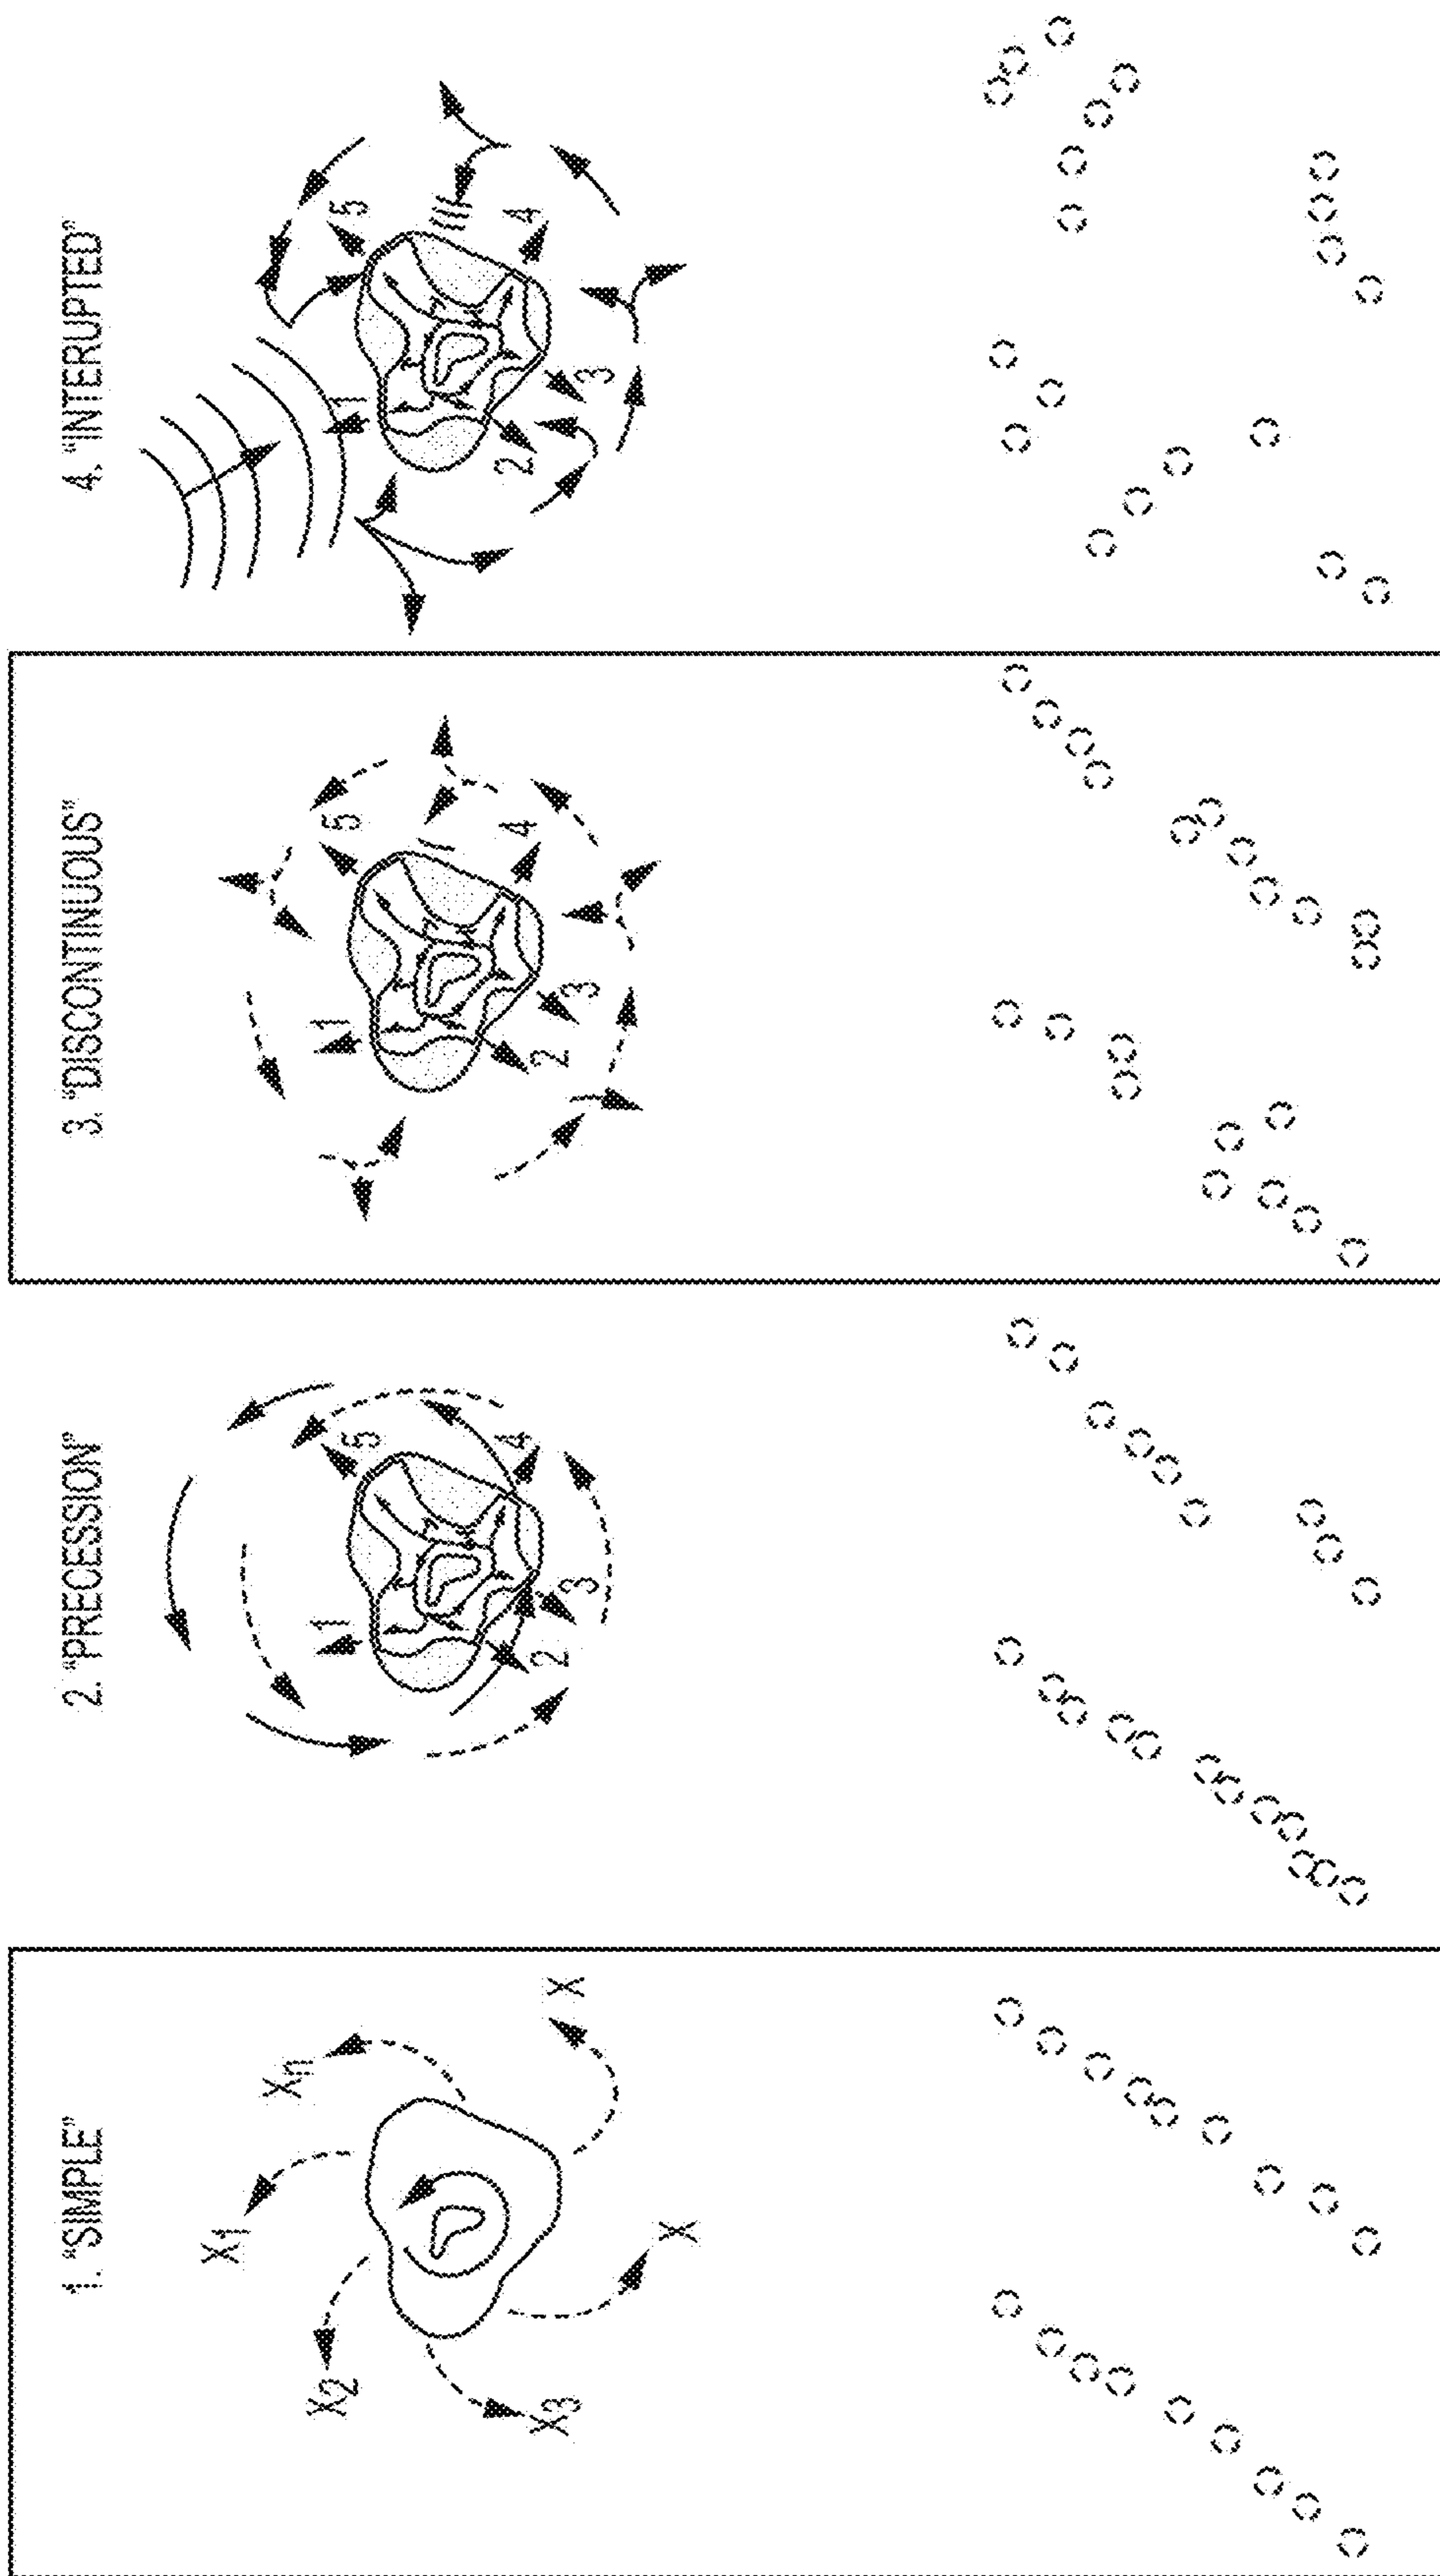 1. "SIMPLE"
X1
Xn
X2
X3
X
X
2. "PRECESSION"
1
5
2
3
4
3. "DISCONTINUOUS"
1
5
2
3
4
4. "INTERUPTED"
1
5
2
3
4